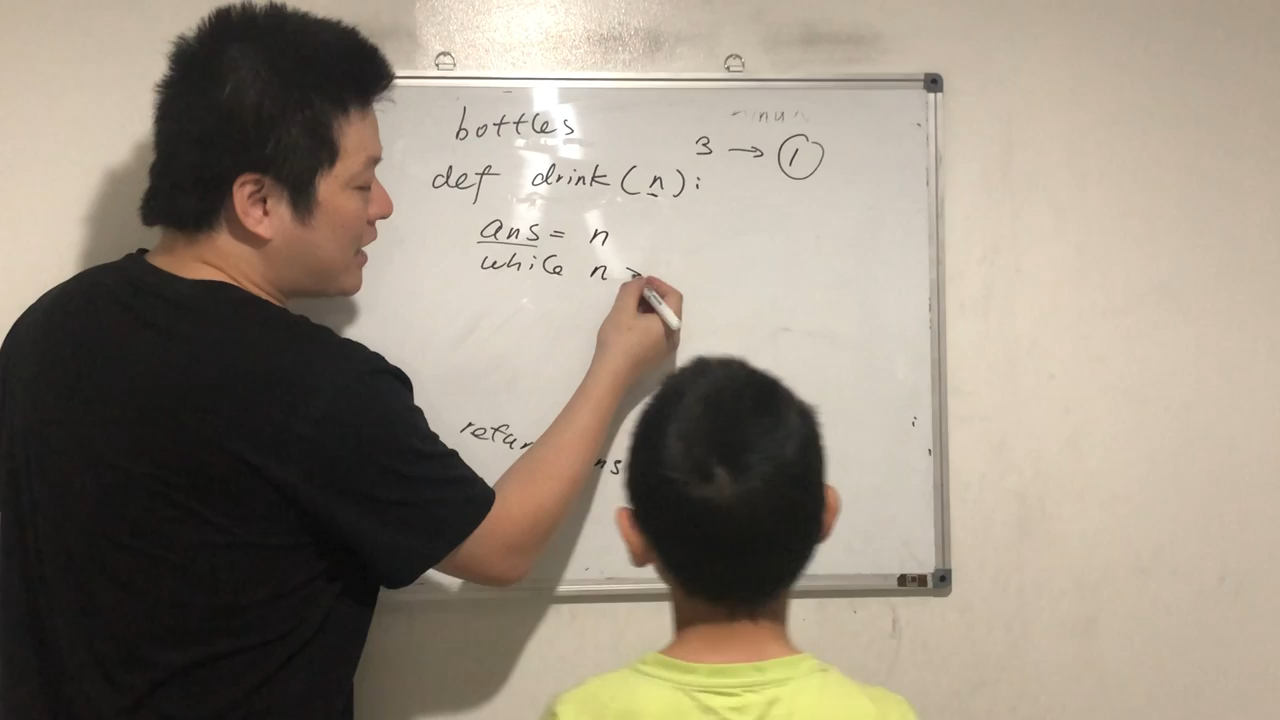 bottles
3 → 1
def drink(n):
ans = n
while n >